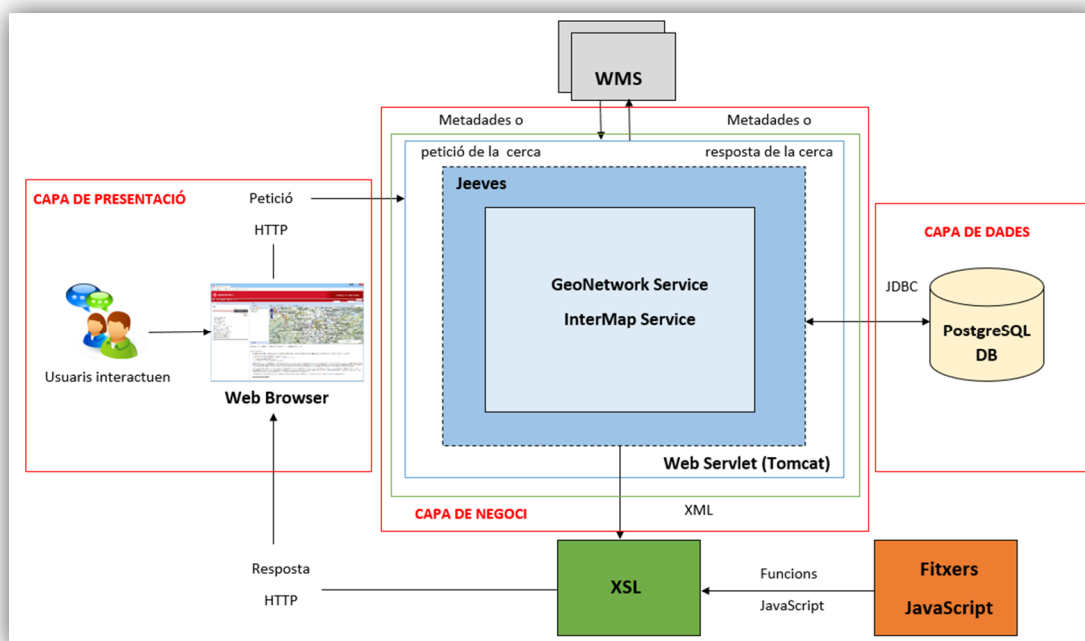 WMS
Metadades o
Metadades o
petició de la cerca
resposta de la cerca
Jeeves
CAPA DE PRESENTACIÓ
Petició
HTTP
CAPA DE DADES
GeoNetwork Service
InterMap Service
JDBC
PostgreSQL
DB
Usuaris interactuen
Web Browser
Web Servlet (Tomcat)
CAPA DE NEGOCI
XML
Resposta
HTTP
XSL
Funcions
JavaScript
Fitxers
JavaScript